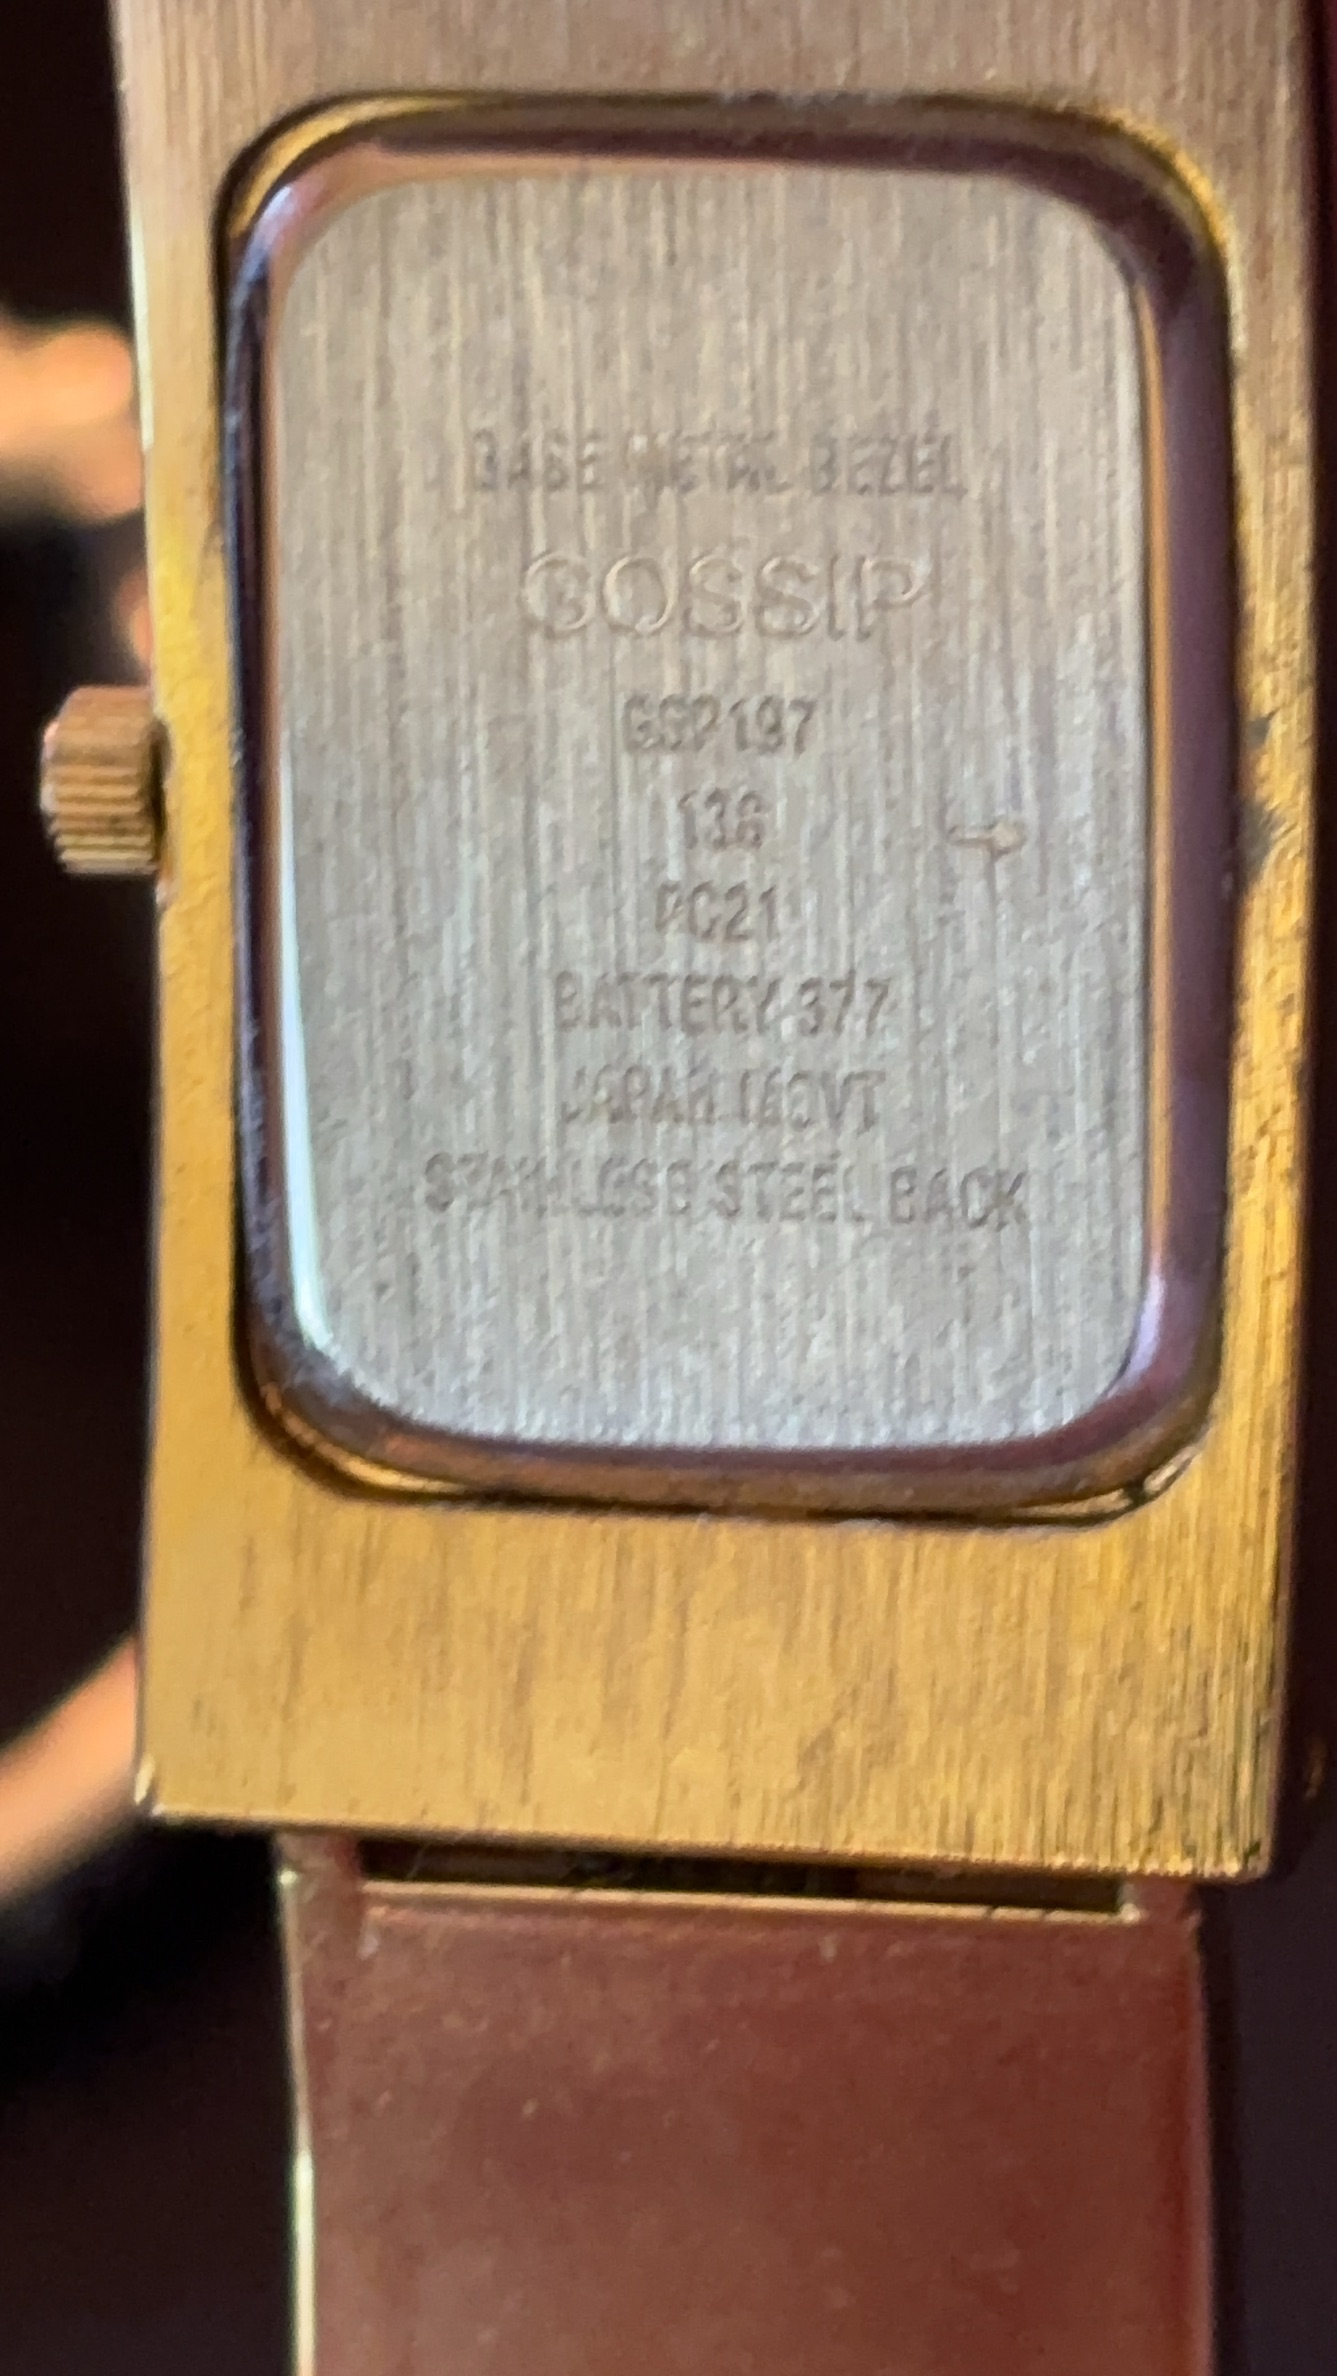 BASE METAL BEZEL
GOSSIP
GSP197
136
PC21
BATTERY 377
JAPAN MOVT
STAINLESS STEEL BACK